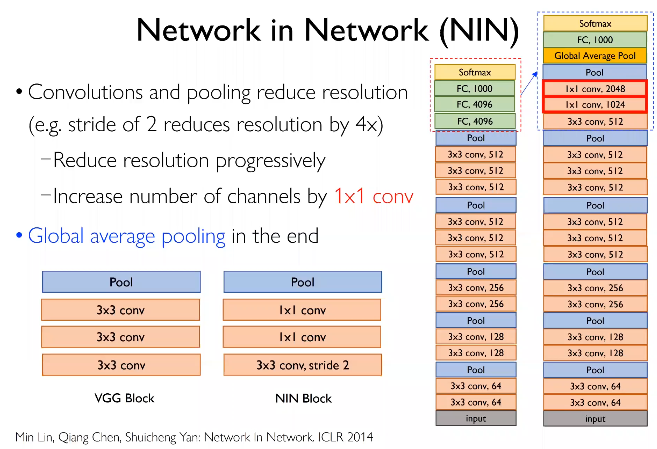 Network in Network (NIN)
• Convolutions and pooling reduce resolution
(e.g. stride of 2 reduces resolution by 4x)
–Reduce resolution progressively
–Increase number of channels by 1x1 conv
• Global average pooling in the end
Pool
3x3 conv
3x3 conv
3x3 conv
VGG Block
Pool
1x1 conv
1x1 conv
3x3 conv, stride 2
NIN Block
Softmax
FC, 1000
FC, 4096
FC, 4096
Pool
3x3 conv, 512
3x3 conv, 512
3x3 conv, 512
Pool
3x3 conv, 512
3x3 conv, 512
3x3 conv, 512
Pool
3x3 conv, 256
3x3 conv, 256
Pool
3x3 conv, 128
3x3 conv, 128
Pool
3x3 conv, 64
3x3 conv, 64
input
Softmax
FC, 1000
Global Average Pool
Pool
1x1 conv, 2048
1x1 conv, 1024
3x3 conv, 512
Pool
3x3 conv, 512
3x3 conv, 512
3x3 conv, 512
Pool
3x3 conv, 512
3x3 conv, 512
3x3 conv, 512
Pool
3x3 conv, 256
3x3 conv, 256
Pool
3x3 conv, 128
3x3 conv, 128
Pool
3x3 conv, 64
3x3 conv, 64
input
Min Lin, Qiang Chen, Shuicheng Yan: Network In Network. ICLR 2014